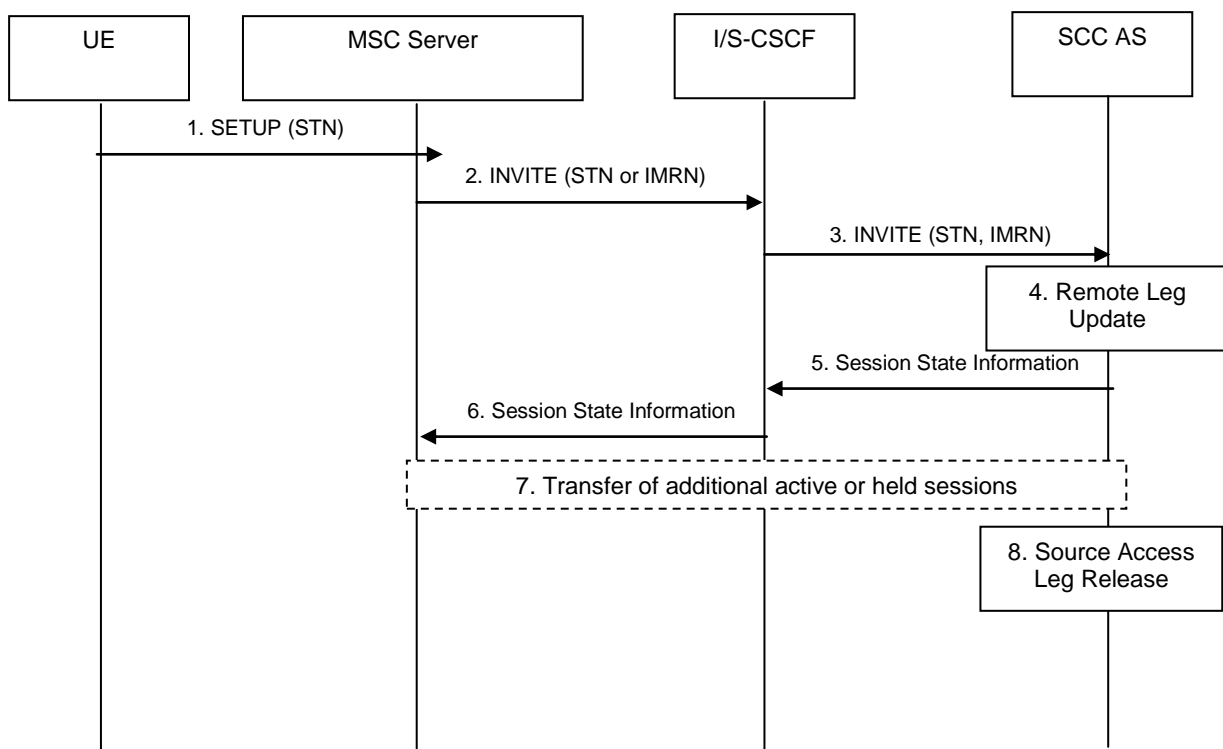 UE
MSC Server
I/S-CSCF
SCC AS
1. SETUP (STN)
2. INVITE (STN or IMRN)
3. INVITE (STN, IMRN)
4. Remote Leg
Update
5. Session State Information
6. Session State Information
7. Transfer of additional active or held sessions
8. Source Access
Leg Release